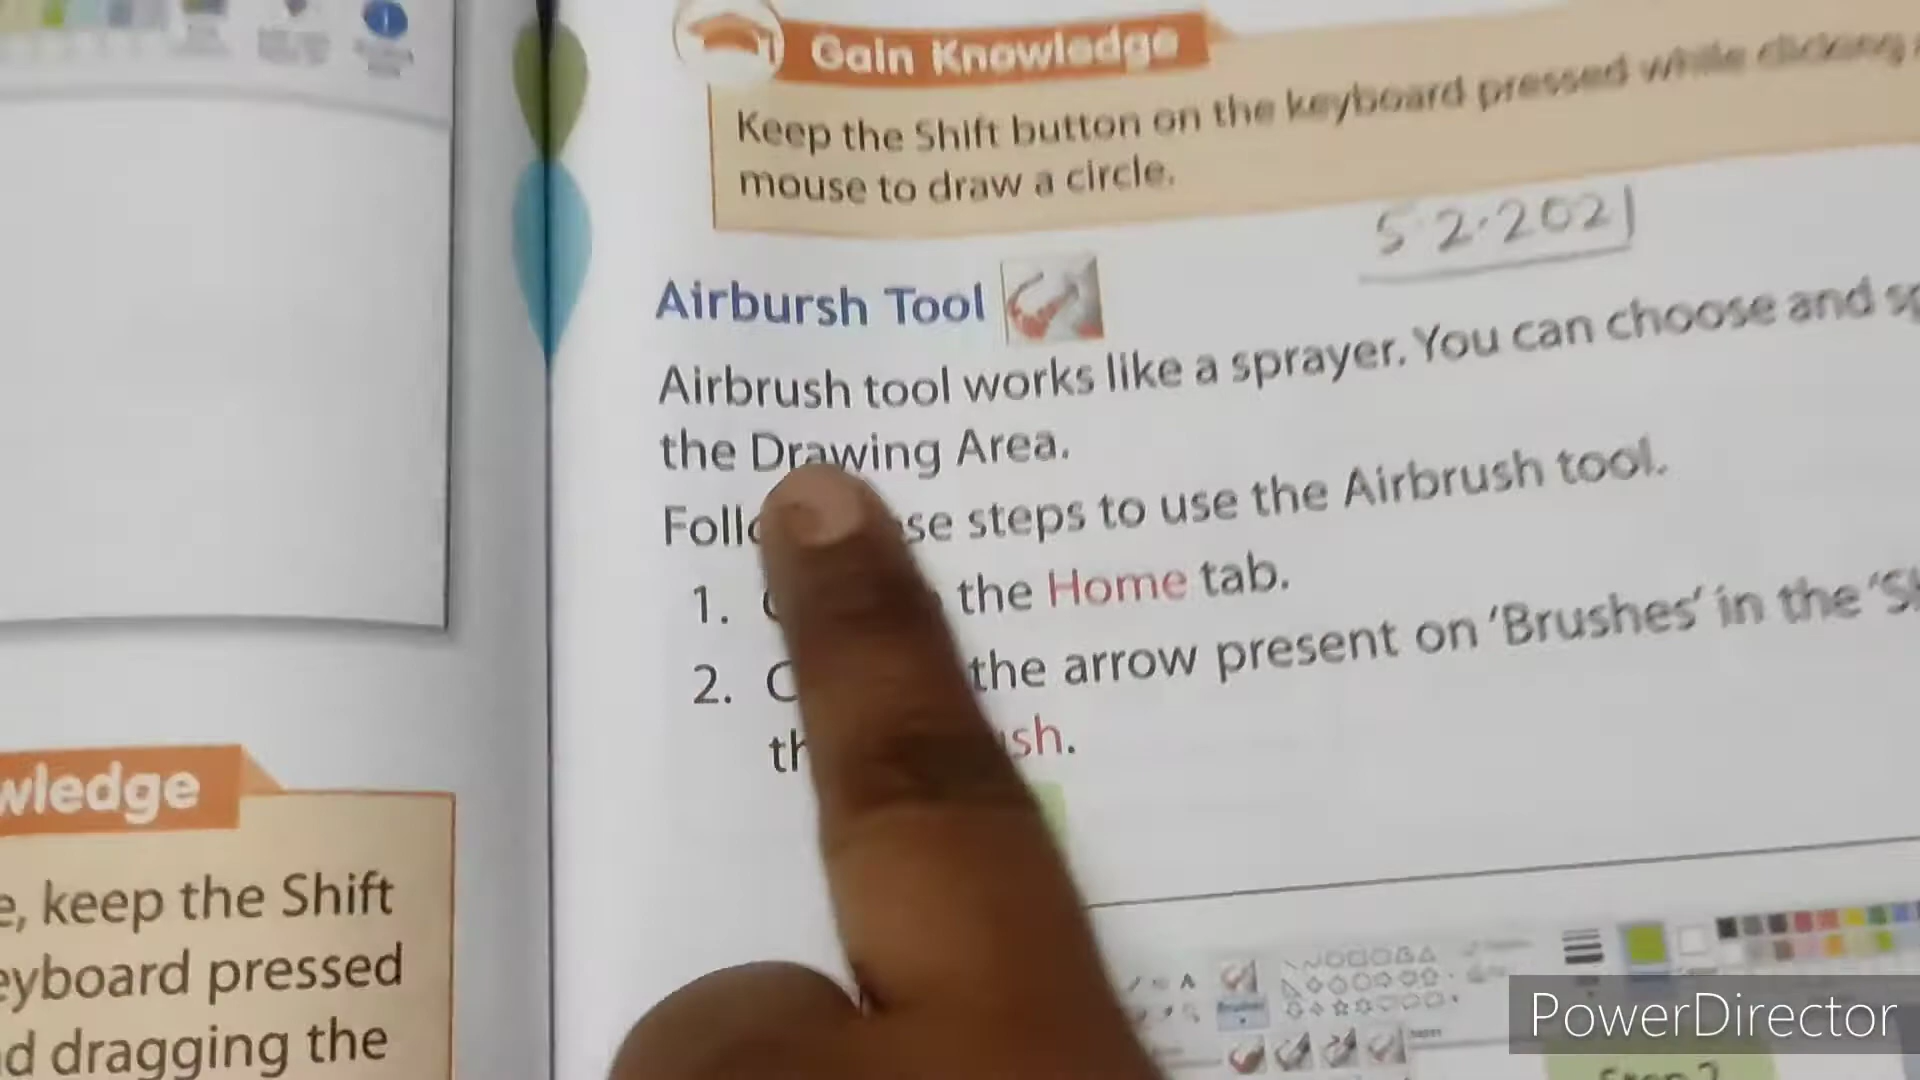 Gain Knowledge
Keep the Shift button on the keyboard pressed while clicking
mouse to draw a circle.
5.2.2021
Airbursh Tool
Airbrush tool works like a sprayer. You can choose and
the Drawing Area.
se steps to use the Airbrush tool.
1. the Home tab.
2. the arrow present on ‘Brushes’ in the
sh.
wledge
e, keep the Shift
eyboard pressed
d dragging the
PowerDirector